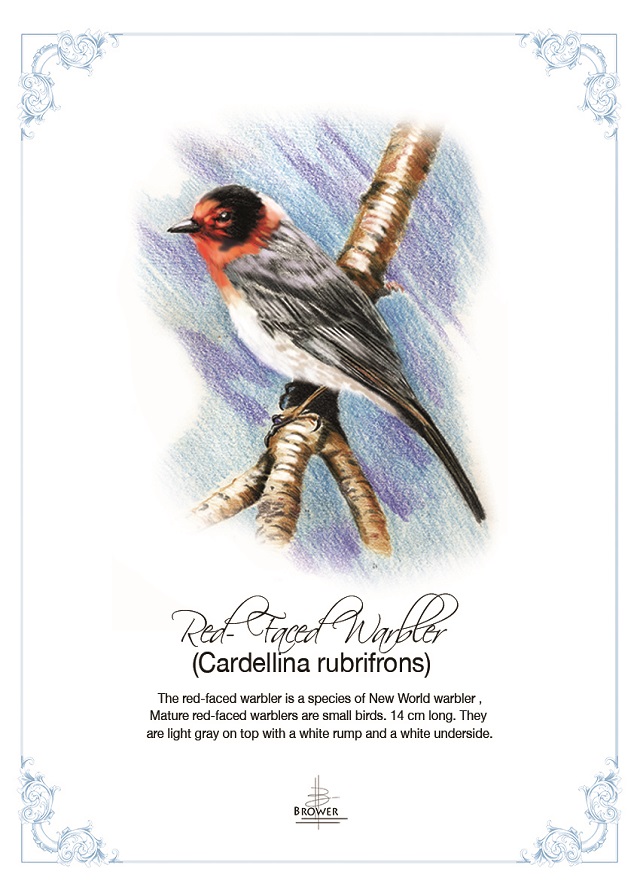 Red-Faced Warbler
(Cardellina rubrifrons)
The red-faced warbler is a species of New World warbler ,
Mature red-faced warblers are small birds. 14 cm long. They
are light gray on top with a white rump and a white underside.
BROWER